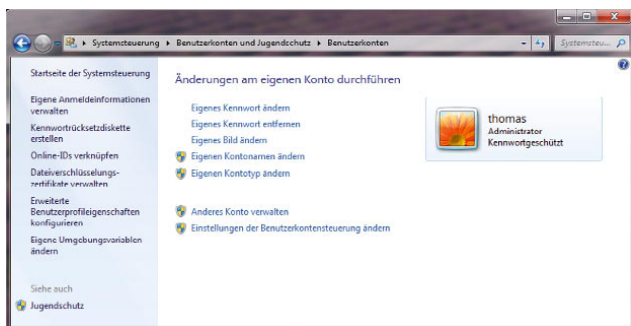 Systemsteuerung ▸ Benutzerkonten und Jugendschutz ▸ Benutzerkonten
Systemsteu...
Startseite der Systemsteuerung
Eigene Anmeldeinformationen
verwalten
Kennwortrücksetzdiskette
erstellen
Online-IDs verknüpfen
Dateiverschlüsselungs-
zertifikate verwalten
Erweiterte
Benutzerprofileigenschaften
konfigurieren
Eigene Umgebungsvariablen
ändern
Siehe auch
Jugendschutz
Änderungen am eigenen Konto durchführen
Eigenes Kennwort ändern
Eigenes Kennwort entfernen
Eigenes Bild ändern
Eigenen Kontonamen ändern
Eigenen Kontotyp ändern
Anderes Konto verwalten
Einstellungen der Benutzerkontensteuerung ändern
thomas
Administrator
Kennwortgeschützt